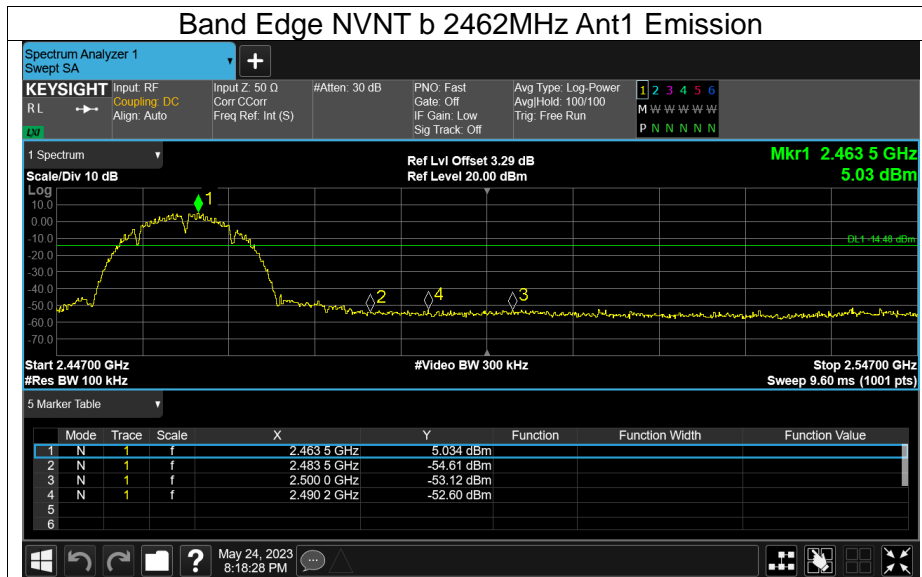 Band Edge NVNT b 2462MHz Ant1 Emission
Spectrum Analyzer 1
Swept SA
+
KEYSIGHT
R L
LXI
Input: RF
Coupling: DC
Align: Auto
Input Z: 50 Ω
Corr CCorr
Freq Ref: Int (S)
#Atten: 30 dB
PNO: Fast
Gate: Off
IF Gain: Low
Sig Track: Off
Avg Type: Log-Power
Avg|Hold: 100/100
Trig: Free Run
1 2 3 4 5 6
M W W W W W
P N N N N N
1 Spectrum
Scale/Div 10 dB
Ref Lvl Offset 3.29 dB
Ref Level 20.00 dBm
Mkr1 2.463 5 GHz
5.03 dBm
Log
10.0
0.00
-10.0
-20.0
-30.0
-40.0
-50.0
-60.0
-70.0
1
2
4
3
DL1 -14.48 dBm
Start 2.44700 GHz
#Res BW 100 kHz
#Video BW 300 kHz
Stop 2.54700 GHz
Sweep 9.60 ms (1001 pts)
5 Marker Table
Mode Trace Scale X Y Function Function Width Function Value
1 N 1 f 2.463 5 GHz 5.034 dBm
2 N 1 f 2.483 5 GHz -54.61 dBm
3 N 1 f 2.500 0 GHz -53.12 dBm
4 N 1 f 2.490 2 GHz -52.60 dBm
5
6
?
May 24, 2023
8:18:28 PM